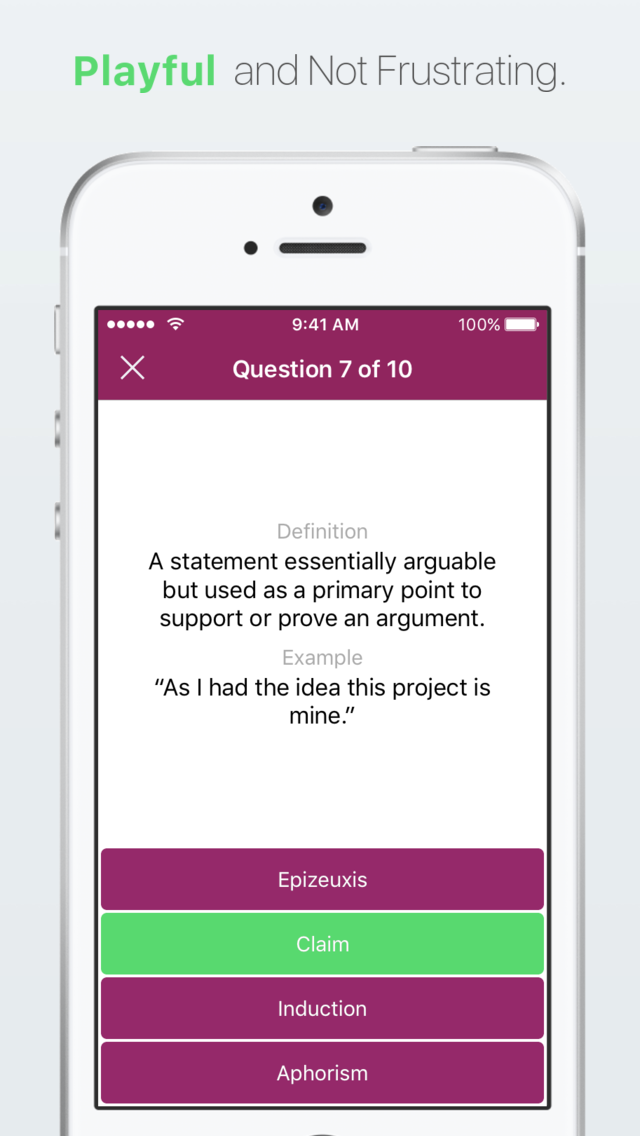 Playful and Not Frustrating.
9:41 AM 100%
Question 7 of 10
Definition
A statement essentially arguable
but used as a primary point to
support or prove an argument.
Example
“As I had the idea this project is
mine.”
Epizeuxis
Claim
Induction
Aphorism